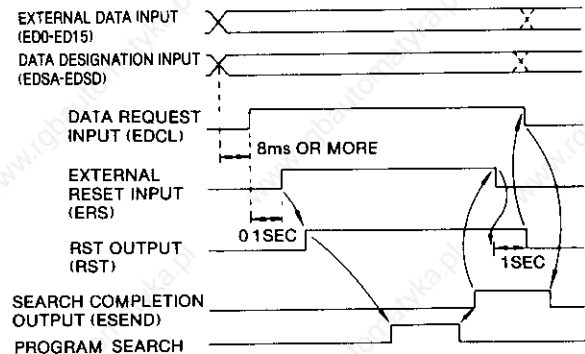 EXTERNAL DATA INPUT
(ED0-ED15)
DATA DESIGNATION INPUT
(EDSA-EDSD)
DATA REQUEST
INPUT (EDCL)
8ms OR MORE
EXTERNAL
RESET INPUT
(ERS)
0 1SEC
RST OUTPUT
(RST)
1SEC
SEARCH COMPLETION
OUTPUT (ESEND)
PROGRAM SEARCH